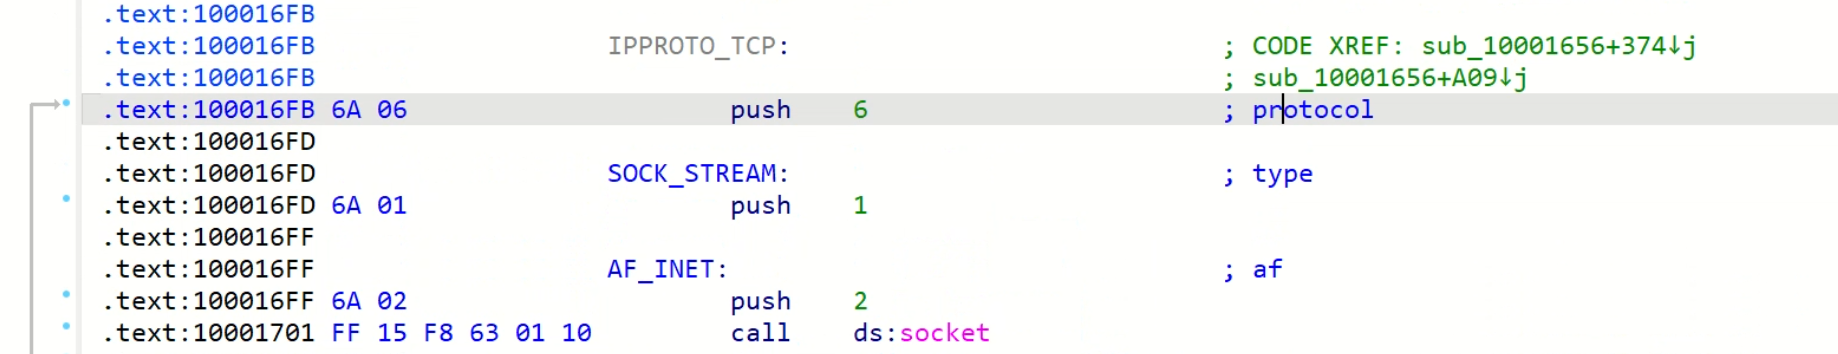 .text:100016FB
.text:100016FB IPPROTO_TCP: ; CODE XREF: sub_10001656+374↓j
.text:100016FB ; sub_10001656+A09↓j
.text:100016FB 6A 06 push 6 ; protocol
.text:100016FD
.text:100016FD SOCK_STREAM: ; type
.text:100016FD 6A 01 push 1
.text:100016FF
.text:100016FF AF_INET: ; af
.text:100016FF 6A 02 push 2
.text:10001701 FF 15 F8 63 01 10 call ds:socket